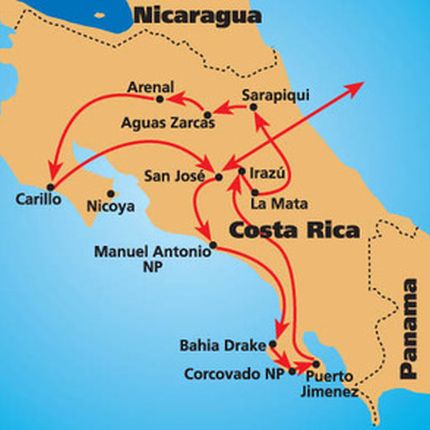 Nicaragua
Arenal
Sarapiqui
Aguas Zarcas
San José
Irazú
Carillo
Nicoya
La Mata
Costa Rica
Manuel Antonio
NP
Panama
Bahia Drake
Corcovado NP
Puerto
Jimenez